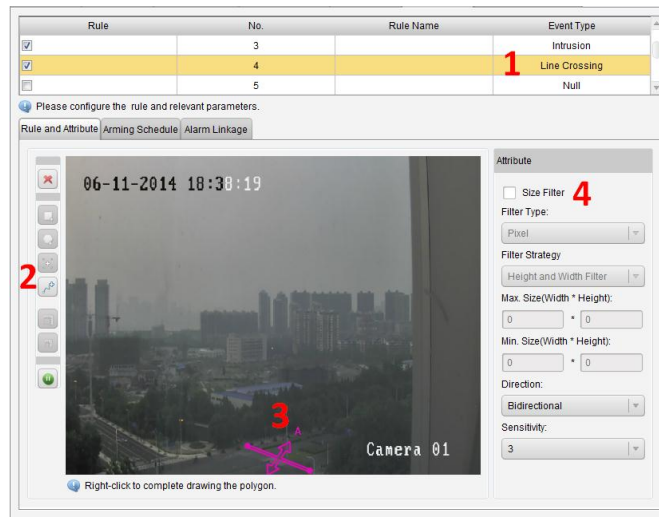 Rule No. Rule Name Event Type
3 Intrusion
4 Line Crossing
1
5 Null
Please configure the rule and relevant parameters.
Rule and Attribute Arming Schedule Alarm Linkage
Attribute
06-11-2014 18:38:19
Size Filter
4
Filter Type:
Pixel
Filter Strategy
2
Height and Width Filter
Max. Size(Width * Height):
0 * 0
Min. Size(Width * Height):
0 * 0
Direction:
Bidirectional
3
A
Sensitivity:
Camera 01
3
Right-click to complete drawing the polygon.